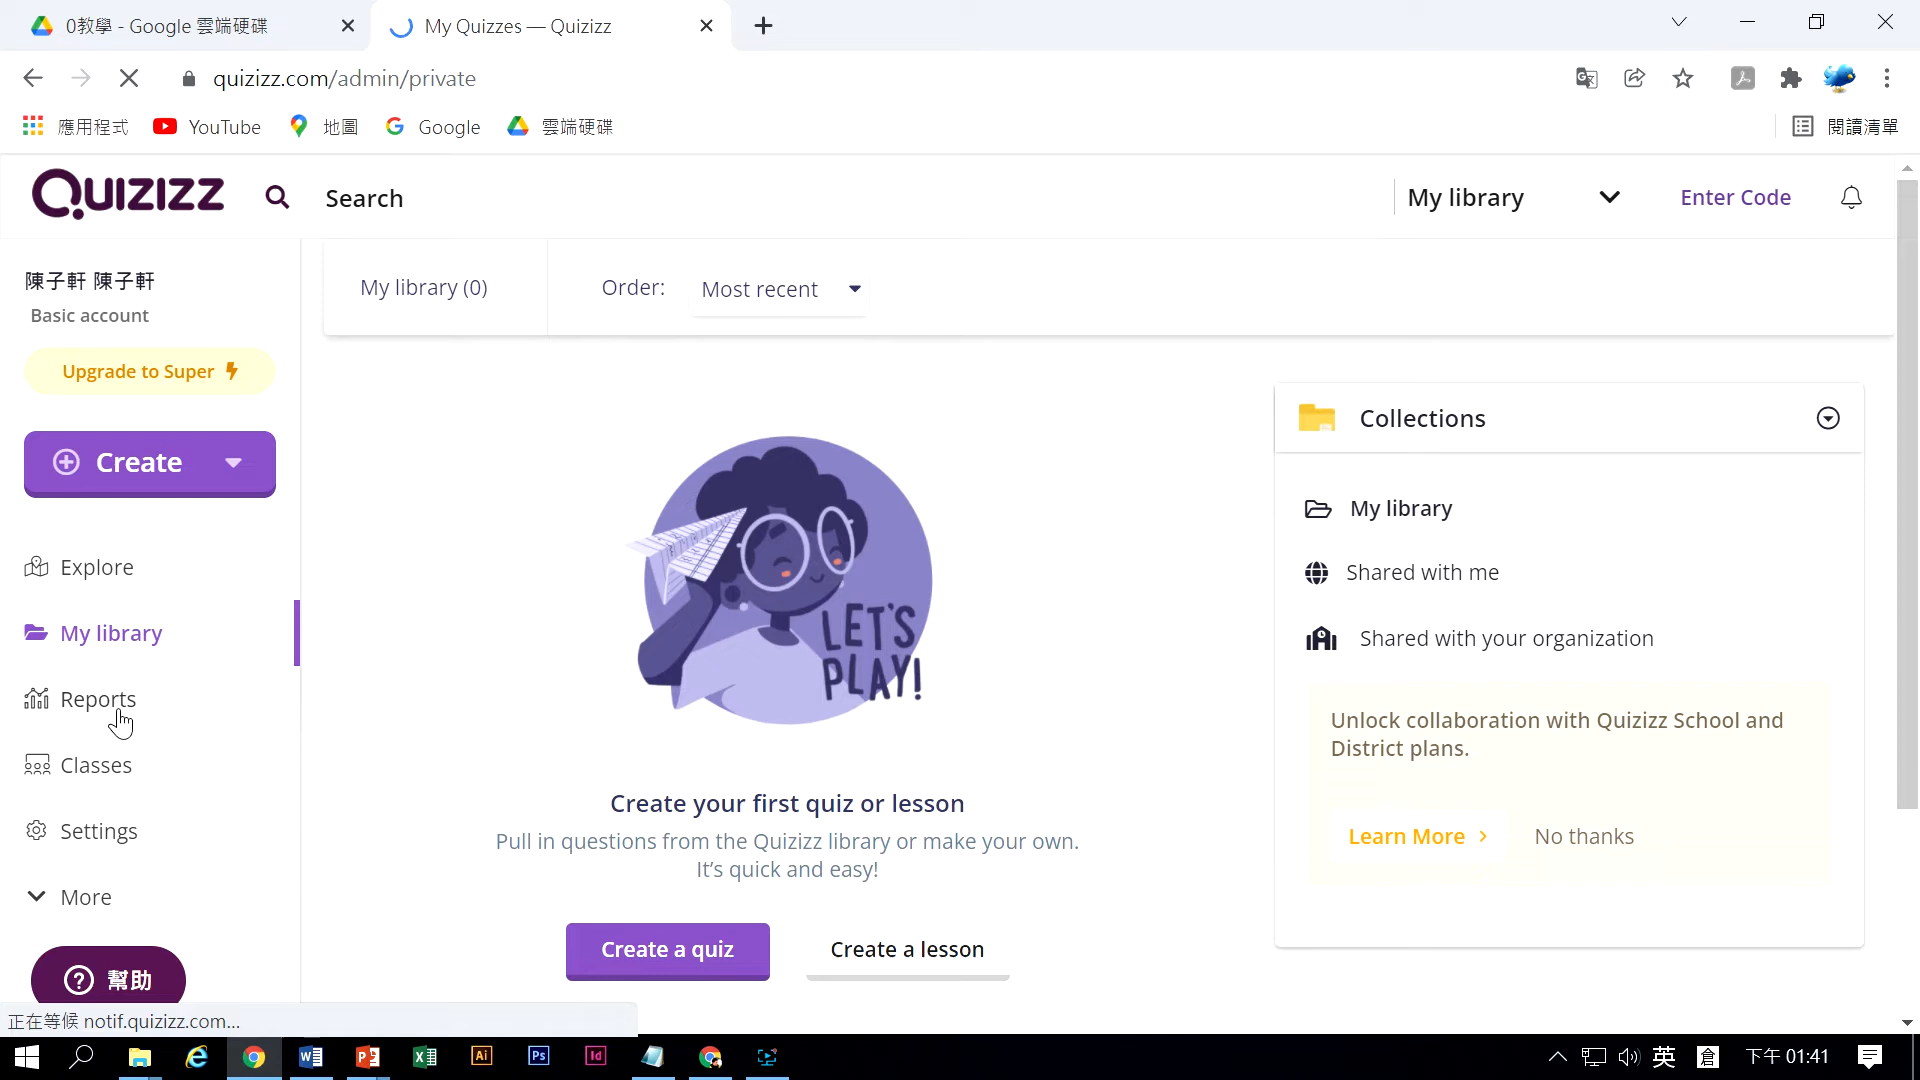 0教學 - Google 雲端硬碟
My Quizzes — Quizizz
quizizz.com/admin/private
應用程式
YouTube
地圖
Google
雲端硬碟
閱讀清單
QUIZIZZ
Search
My library
Enter Code
陳子軒 陳子軒
Basic account
Upgrade to Super
Create
Explore
My library
Reports
Classes
Settings
More
幫助
My library (0)
Order:
Most recent
LET'S
PLAY!
Create your first quiz or lesson
Pull in questions from the Quizizz library or make your own.
It's quick and easy!
Create a quiz
Create a lesson
Collections
My library
Shared with me
Shared with your organization
Unlock collaboration with Quizizz School and
District plans.
Learn More
No thanks
正在等候 notif.quizizz.com...
Ai
Ps
Id
英
倉
下午 01:41